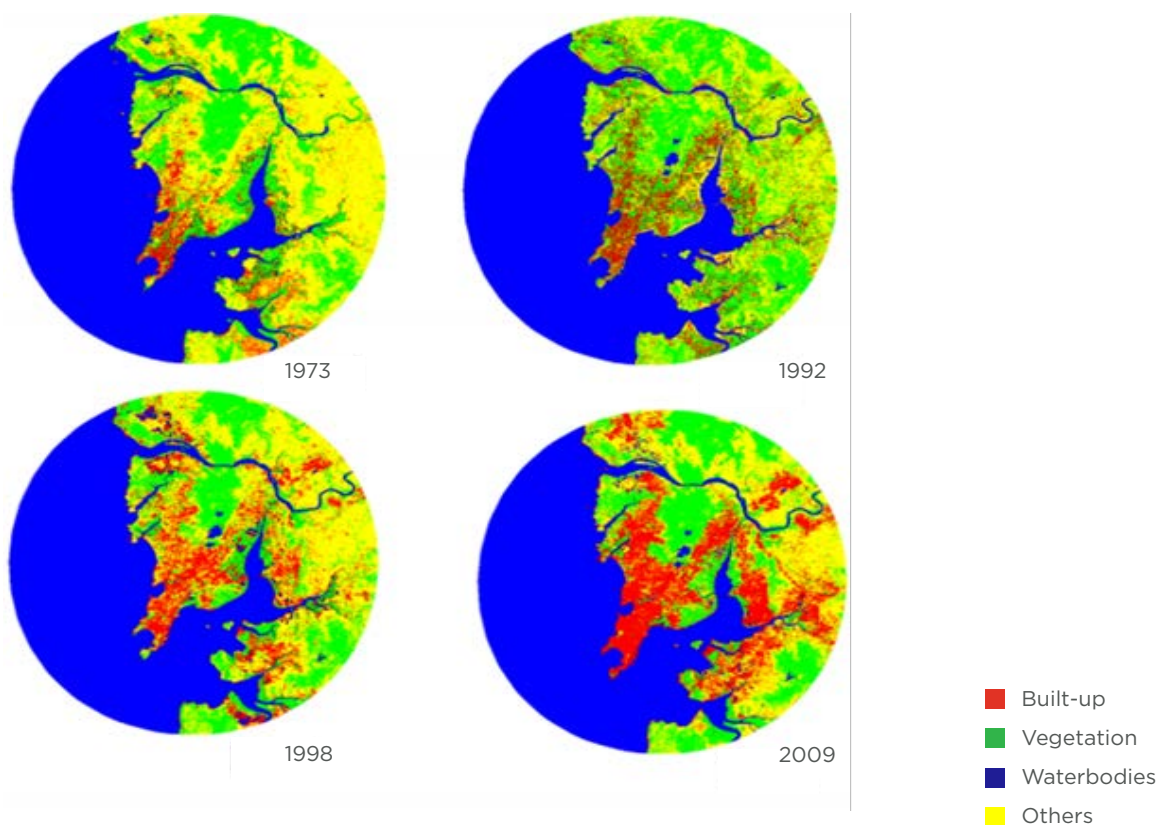 1973
1992
1998
2009
Built-up
Vegetation
Waterbodies
Others